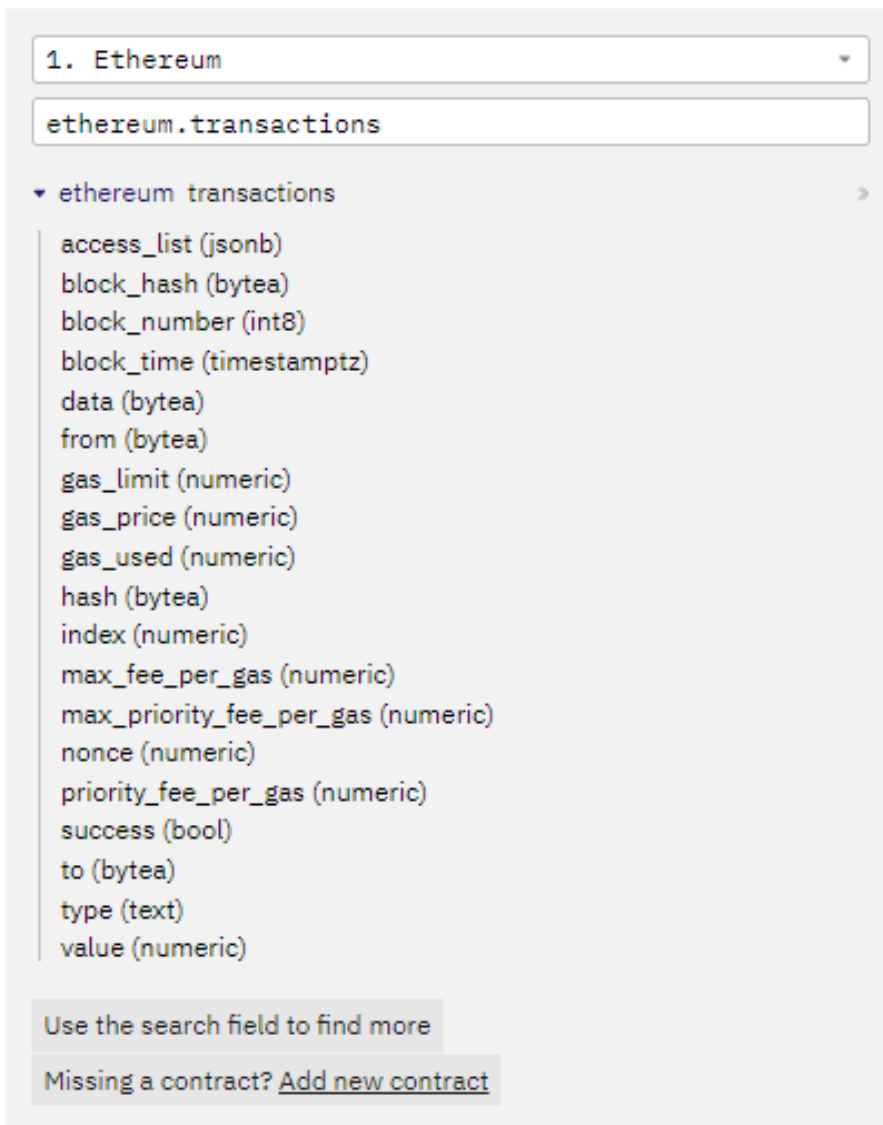 1. Ethereum
ethereum.transactions
ethereum transactions
access_list (jsonb)
block_hash (bytea)
block_number (int8)
block_time (timestamptz)
data (bytea)
from (bytea)
gas_limit (numeric)
gas_price (numeric)
gas_used (numeric)
hash (bytea)
index (numeric)
max_fee_per_gas (numeric)
max_priority_fee_per_gas (numeric)
nonce (numeric)
priority_fee_per_gas (numeric)
success (bool)
to (bytea)
type (text)
value (numeric)
Use the search field to find more
Missing a contract? Add new contract